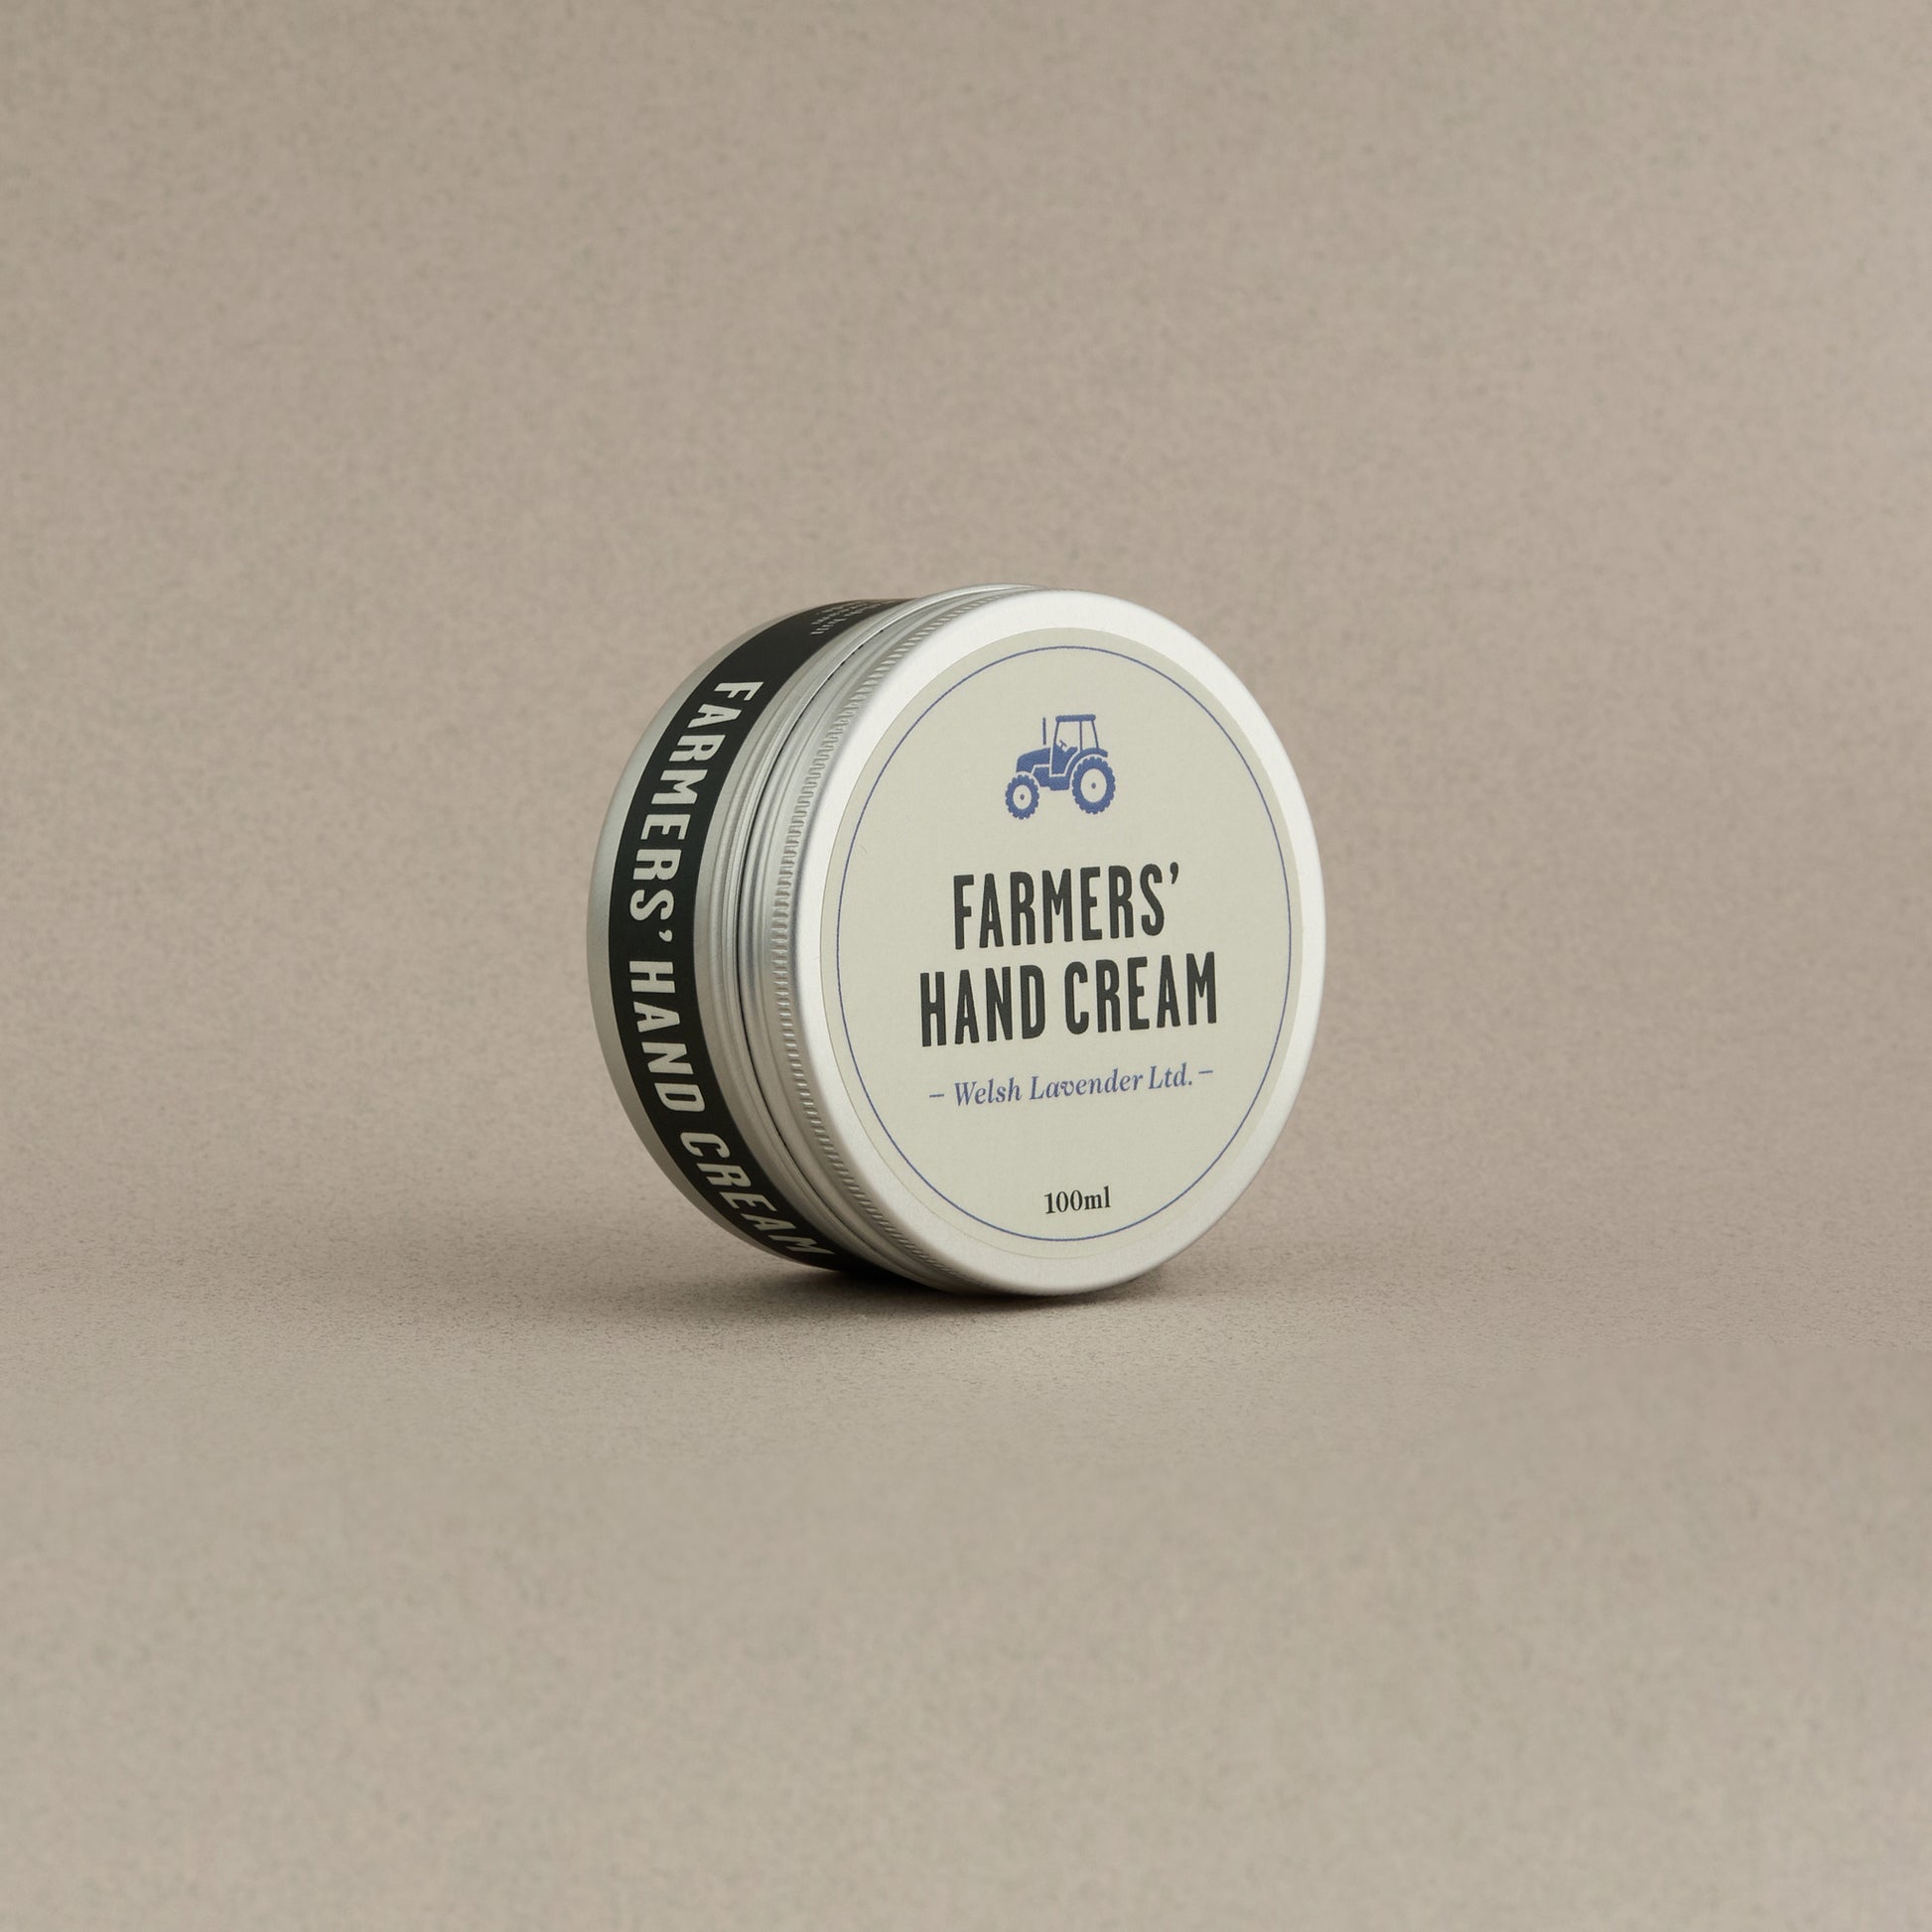 FARMERS’
HAND CREAM
– Welsh Lavender Ltd. –
100ml
FARMERS’ HAND CREAM